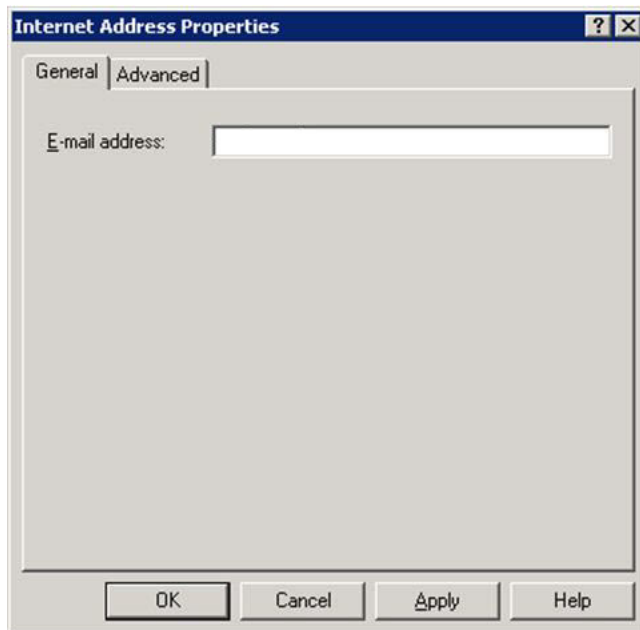 Internet Address Properties
General Advanced
E-mail address:
OK Cancel Apply Help